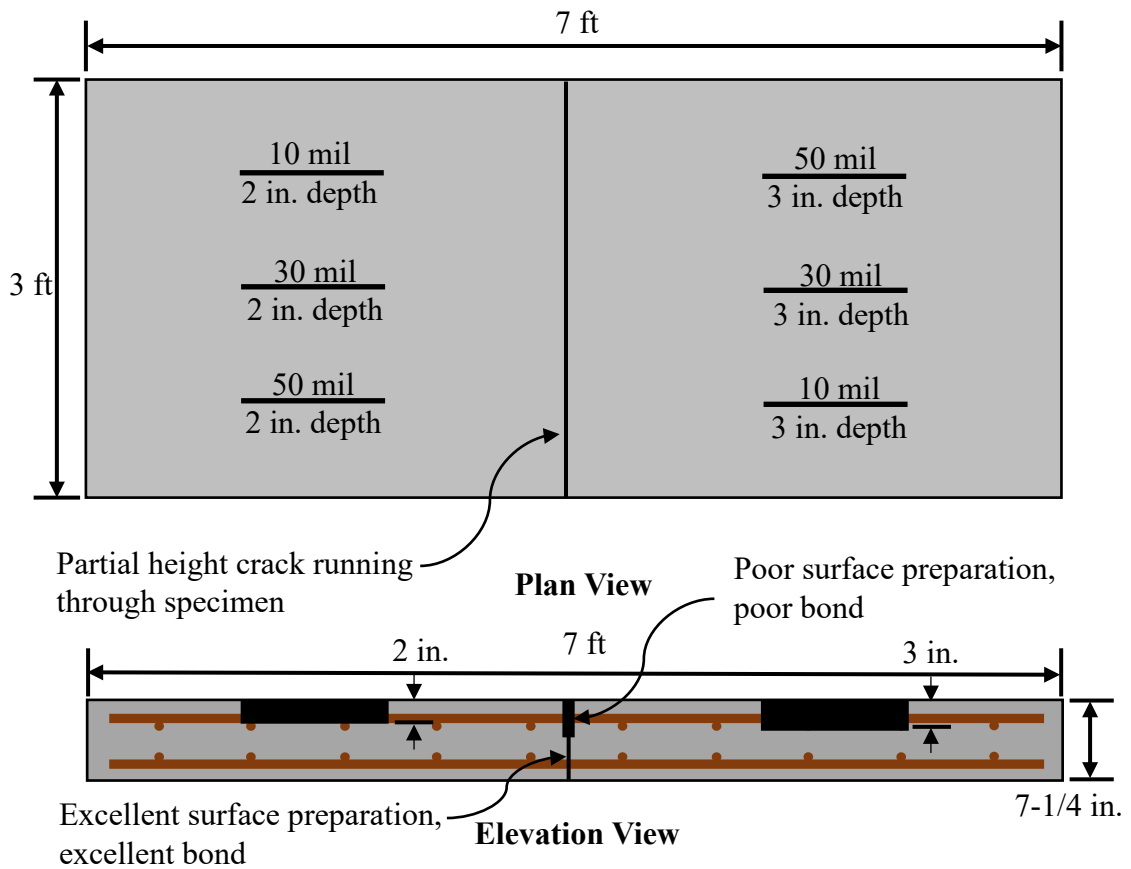 7 ft
3 ft
10 mil
2 in. depth
30 mil
2 in. depth
50 mil
2 in. depth
50 mil
3 in. depth
30 mil
3 in. depth
10 mil
3 in. depth
Partial height crack running
through specimen
Plan View
Poor surface preparation,
poor bond
2 in.
7 ft
3 in.
7-1/4 in.
Excellent surface preparation,
excellent bond
Elevation View